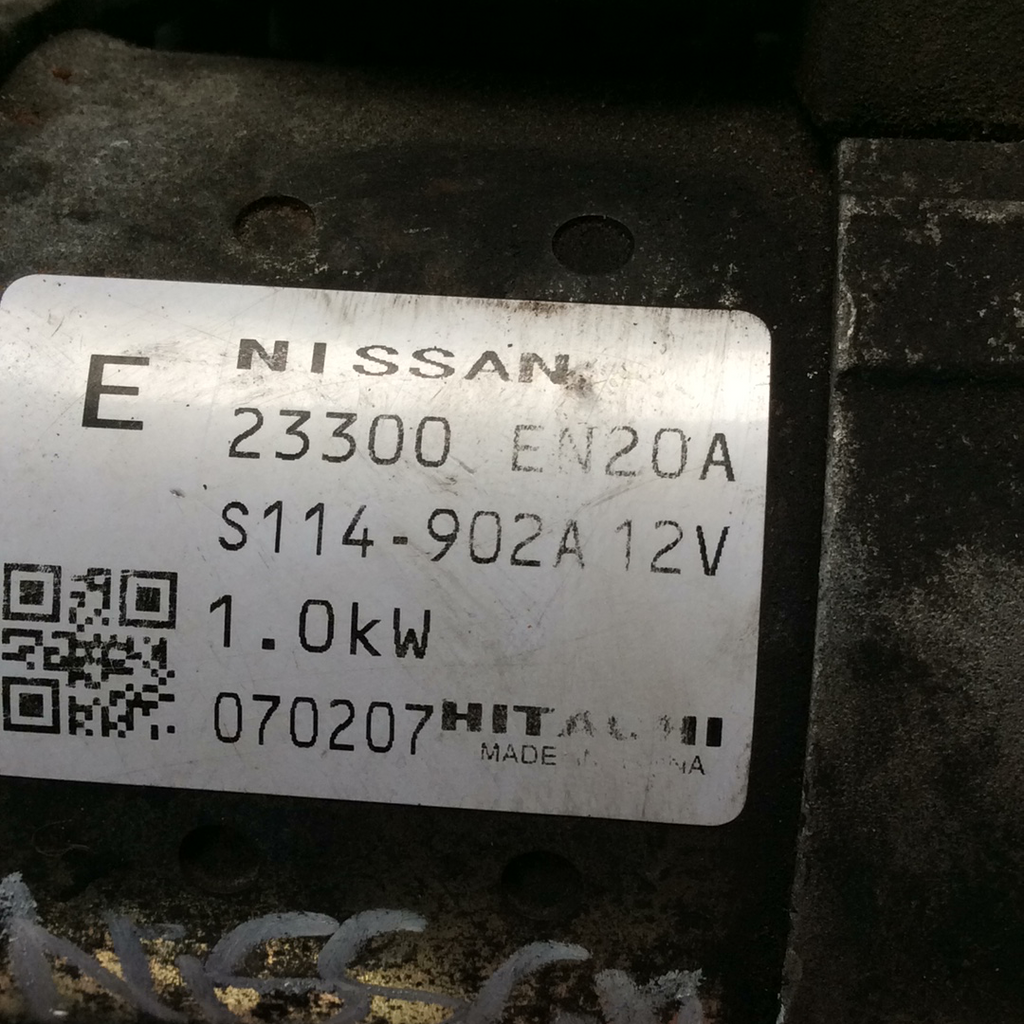 E
NISSAN
23300 EN20A
S114-902A 12V
1.0kW
070207 HITACHI
MADE